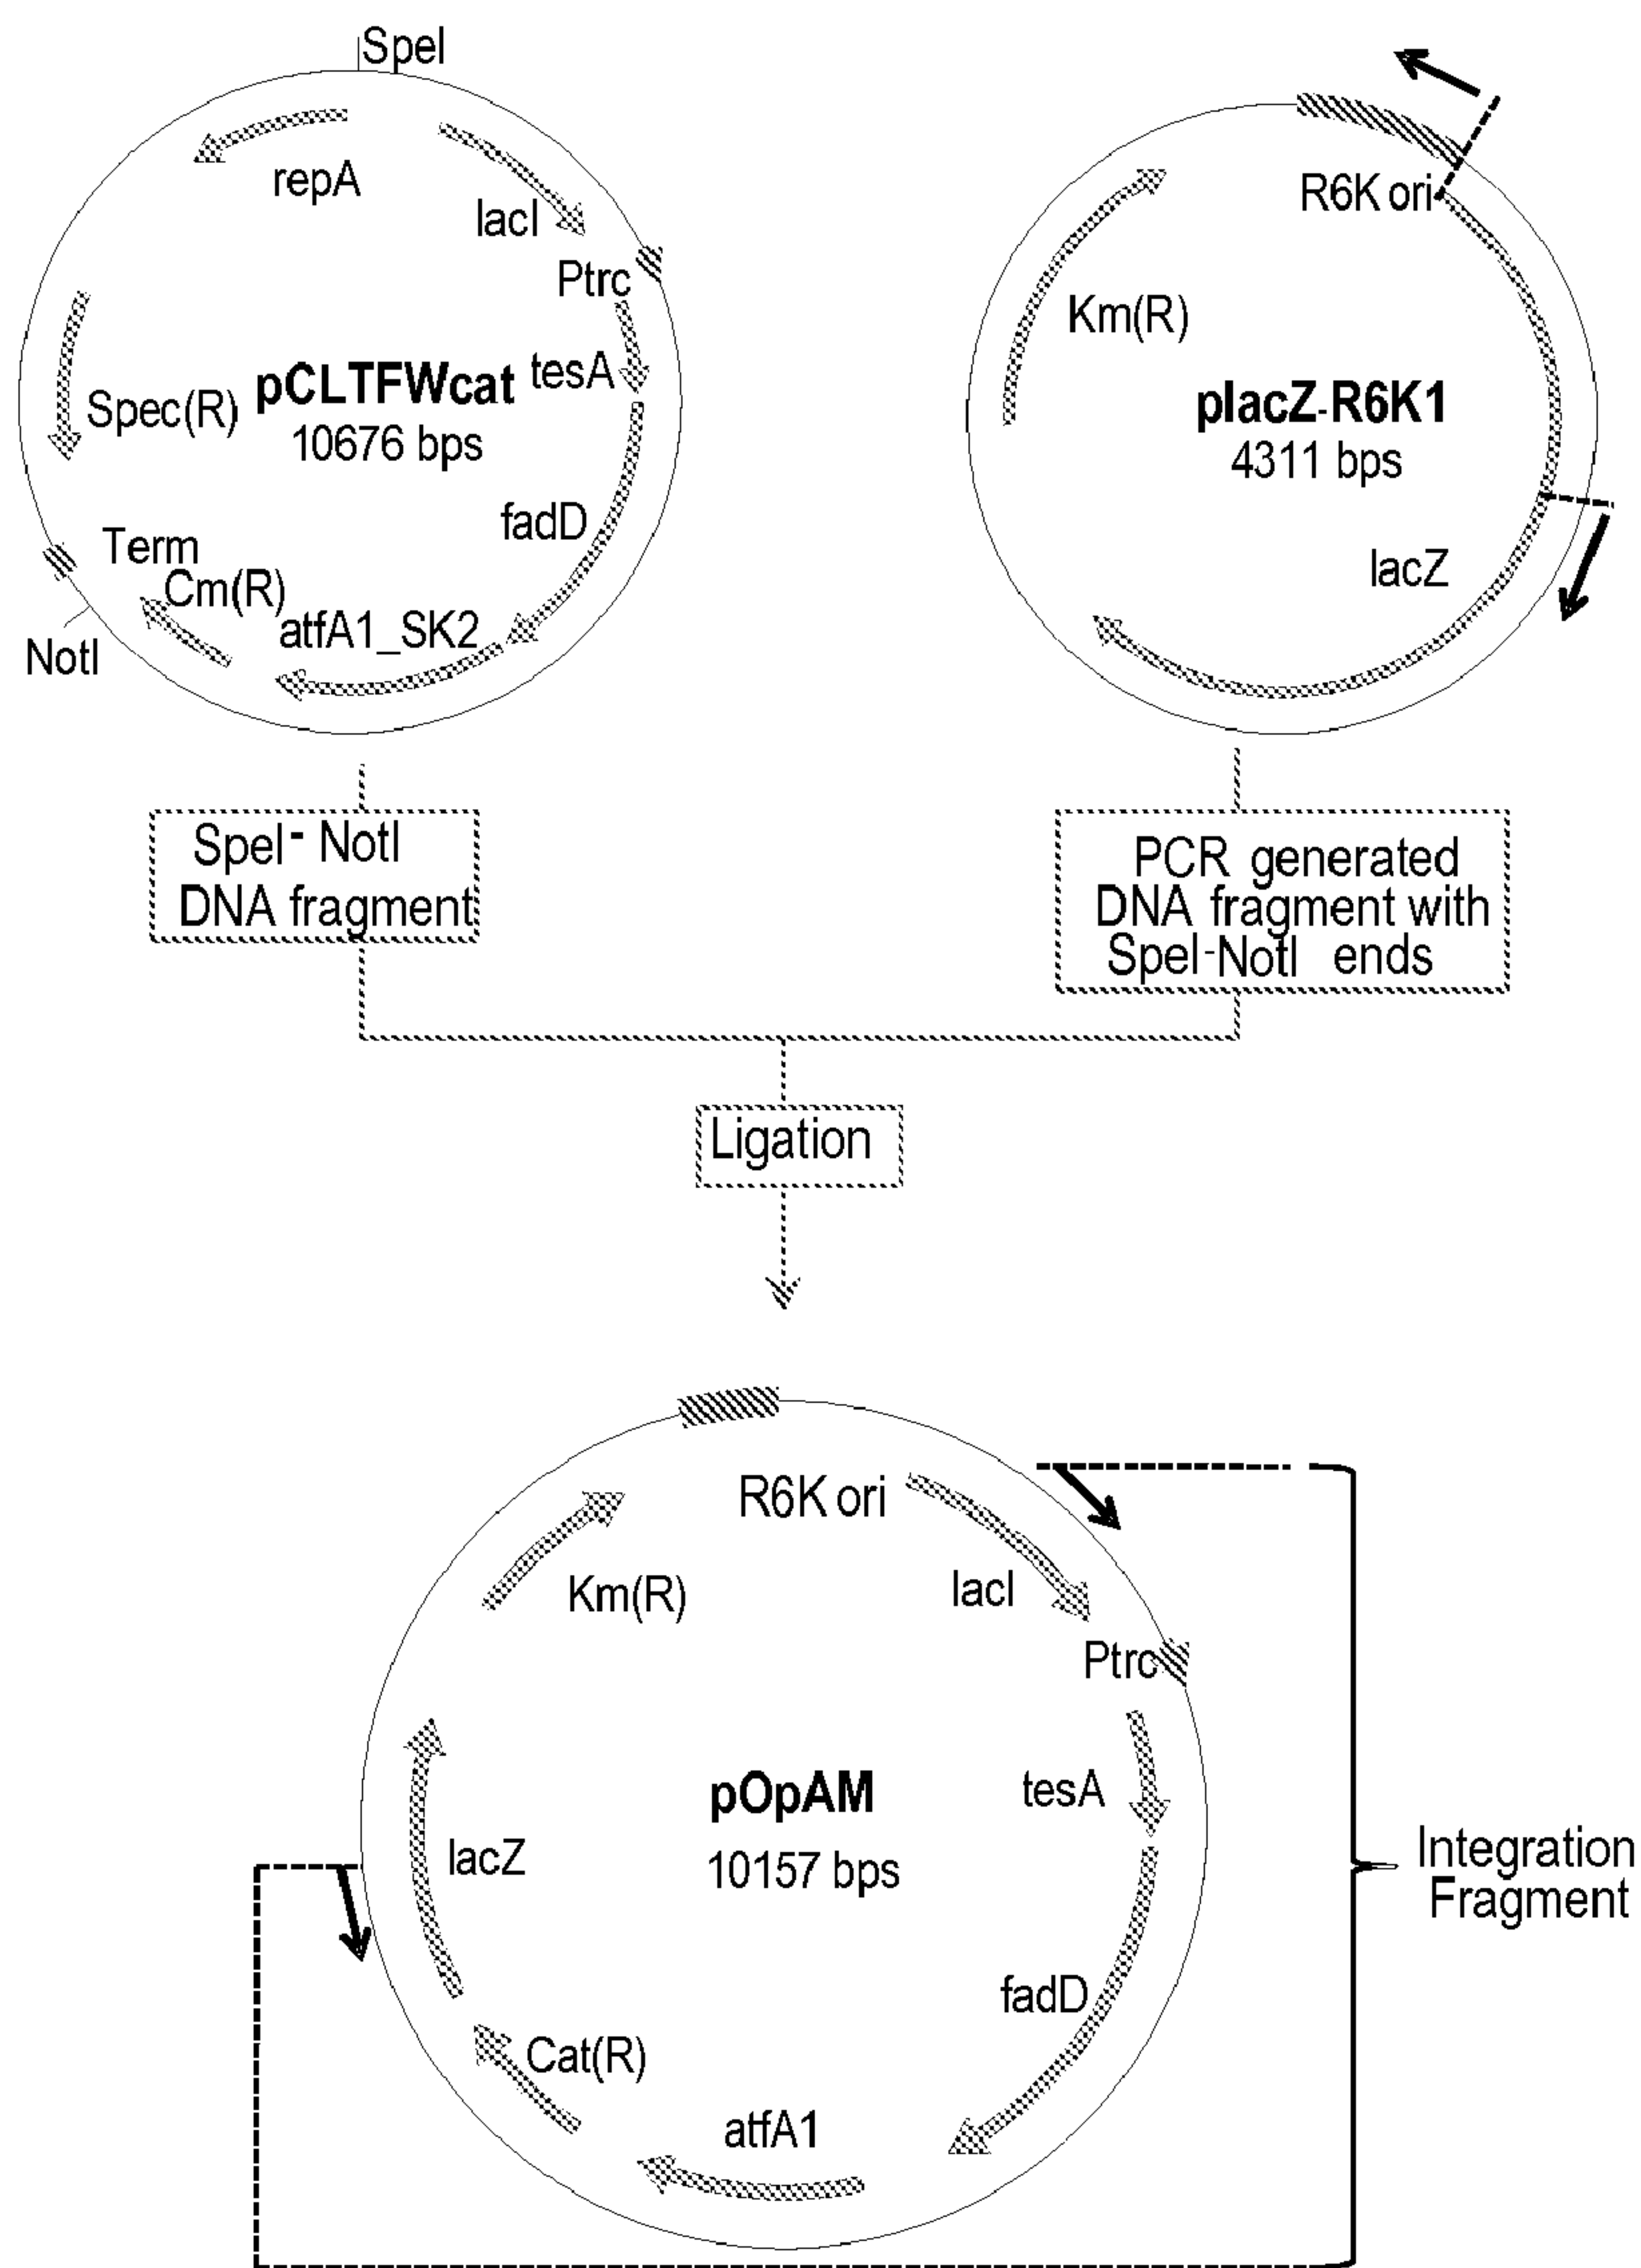 SpeI
repA
lacI
Ptrc
tesA
pCLTFWcat
10676 bps
Spec(R)
fadD
Term
Cm(R)
atfA1_SK2
NotI
R6K ori
Km(R)
placZ-R6K1
4311 bps
lacZ
SpeI- NotI
DNA fragment
PCR generated
DNA fragment with
SpeI-NotI ends
Ligation
R6K ori
lacI
Km(R)
Ptrc
tesA
pOpAM
10157 bps
lacZ
fadD
Cat(R)
atfA1
Integration
Fragment